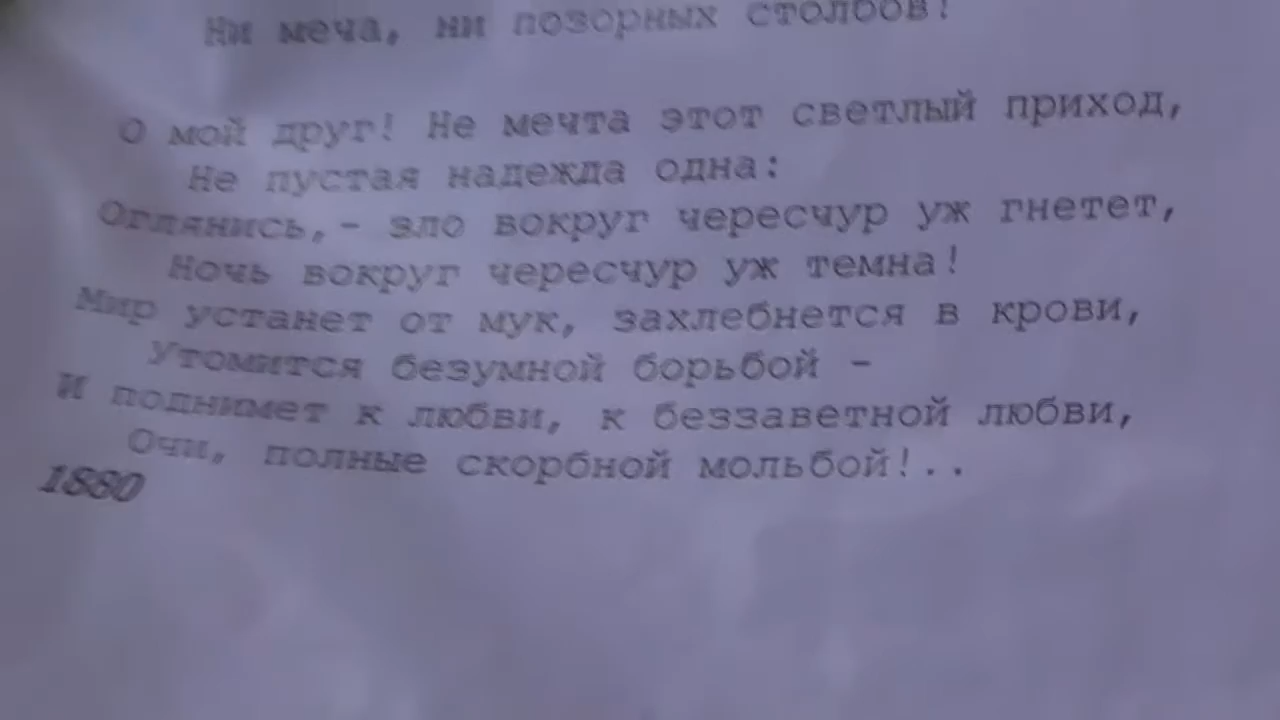 Ни меча, ни позорных столбов!
О мой друг! Не мечта этот светлый приход,
Не пустая надежда одна:
Оглянись,- зло вокруг чересчур уж гнетет,
Ночь вокруг чересчур уж темна!
Мир устанет от мук, захлебнется в крови,
Утомится безумной борьбой -
И поднимет к любви, к беззаветной любви,
Очи, полные скорбной мольбой!..
1880